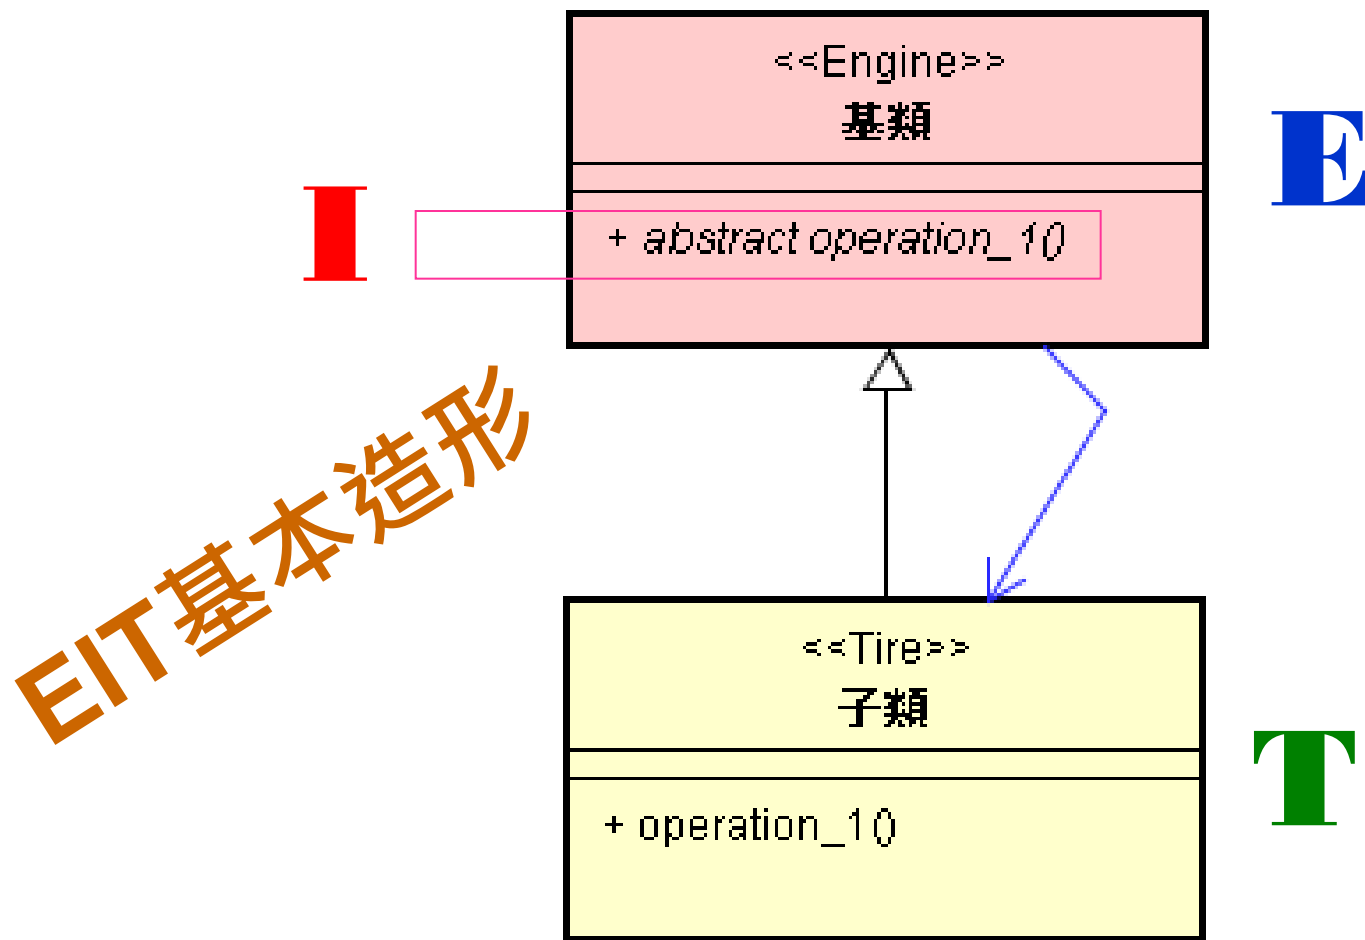 <<Engine>>
基類
E
I
+ abstract operation_1()
EIT基本造形
<<Tire>>
子類
T
+ operation_1()